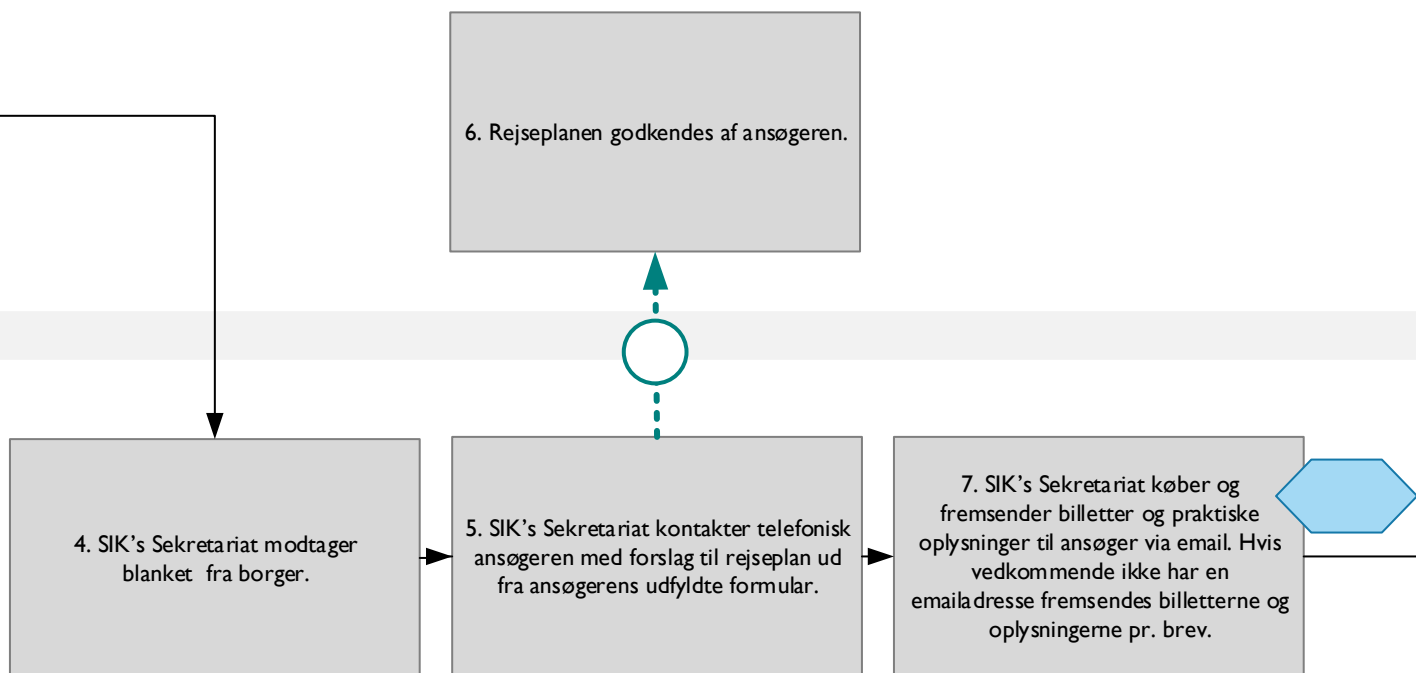 6. Rejseplanen godkendes af ansøgeren.
4. SIK's Sekretariat modtager
blanket fra borger.
5. SIK's Sekretariat kontakter telefonisk
ansøgeren med forslag til rejseplan ud
fra ansøgerens udfyldte formular.
7. SIK's Sekretariat køber og
fremsender billetter og praktiske
oplysninger til ansøger via email. Hvis
vedkommende ikke har en
emailadresse fremsendes billetterne og
oplysningerne pr. brev.